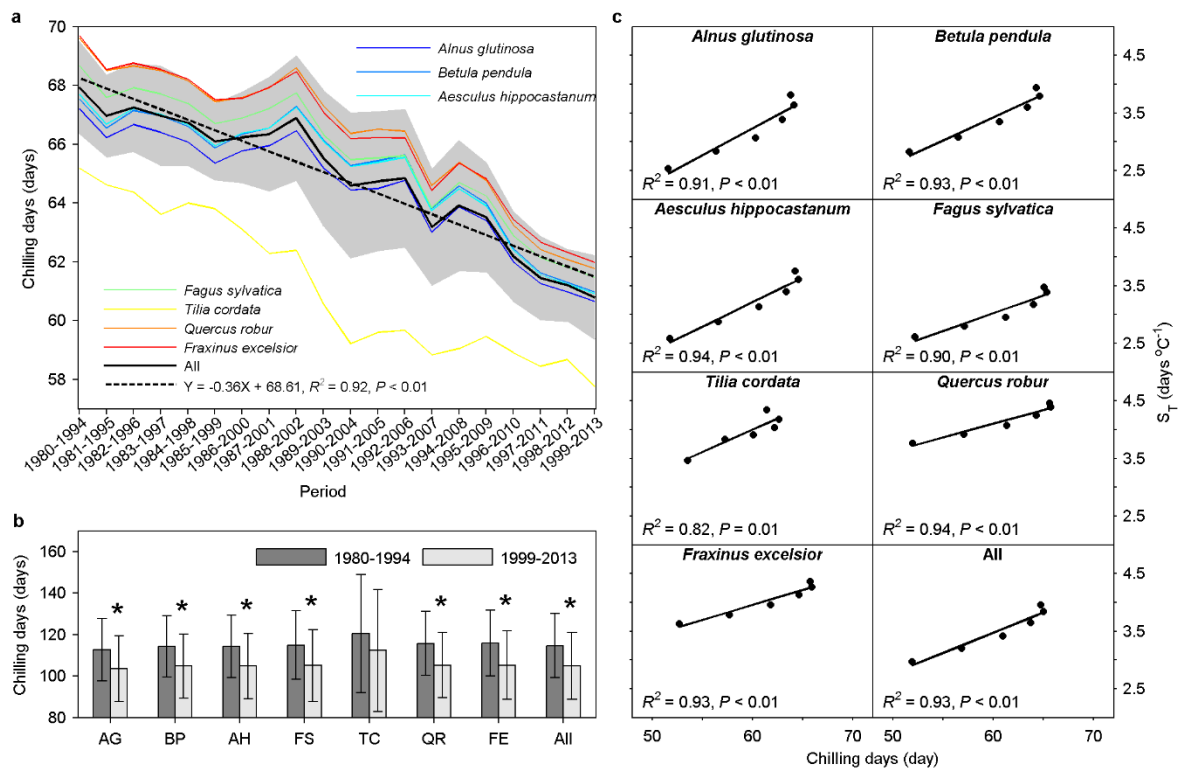 a
Chilling days (days)
70
68
66
64
62
60
58
Alnus glutinosa
Betula pendula
Aesculus hippocastanum
Fagus sylvatica
Tilia cordata
Quercus robur
Fraxinus excelsior
All
Y = -0.36X + 68.61, R² = 0.92, P < 0.01
1980-1994
1981-1995
1982-1996
1983-1997
1984-1998
1985-1999
1986-2000
1987-2001
1988-2002
1989-2003
1990-2004
1991-2005
1992-2006
1993-2007
1994-2008
1995-2009
1996-2010
1997-2011
1998-2012
1999-2013
Period
b
Chilling days (days)
160
140
120
100
80
1980-1994
1999-2013
* * * * * * *
AG BP AH FS TC QR FE All
c
Alnus glutinosa
R² = 0.91, P < 0.01
Betula pendula
R² = 0.93, P < 0.01
4.5
3.5
2.5
Aesculus hippocastanum
R² = 0.94, P < 0.01
Fagus sylvatica
R² = 0.90, P < 0.01
4.5
3.5
2.5
Tilia cordata
R² = 0.82, P = 0.01
Quercus robur
R² = 0.94, P < 0.01
4.5
3.5
2.5
Fraxinus excelsior
R² = 0.93, P < 0.01
All
R² = 0.93, P < 0.01
4.5
3.5
2.5
S_T (days °C⁻¹)
50 60 70 50 60 70
Chilling days (day)